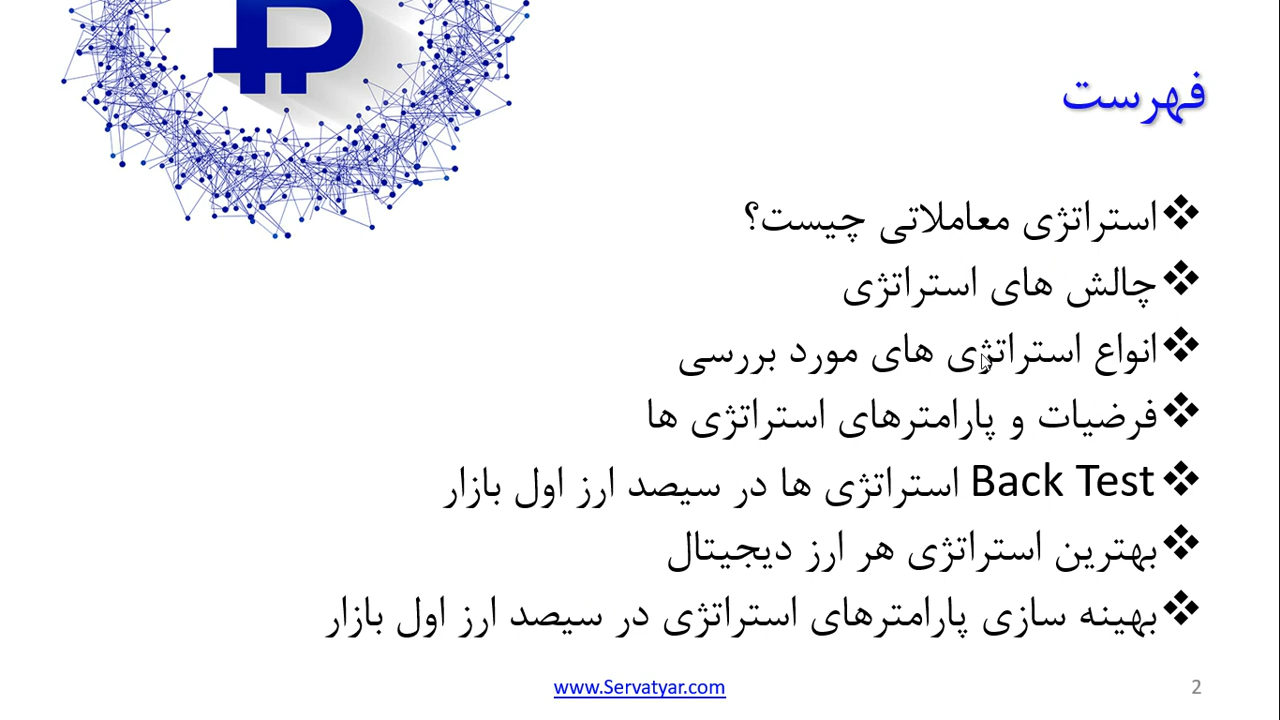 فهرست
❖استراتژی معاملاتی چیست؟
❖چالش های استراتژی
❖انواع استراتژی های مورد بررسی
❖فرضیات و پارامترهای استراتژی ها
❖Back Test استراتژی ها در سیصد ارز اول بازار
❖بهترین استراتژی هر ارز دیجیتال
❖بهینه سازی پارامترهای استراتژی در سیصد ارز اول بازار
www.Servatyar.com
2